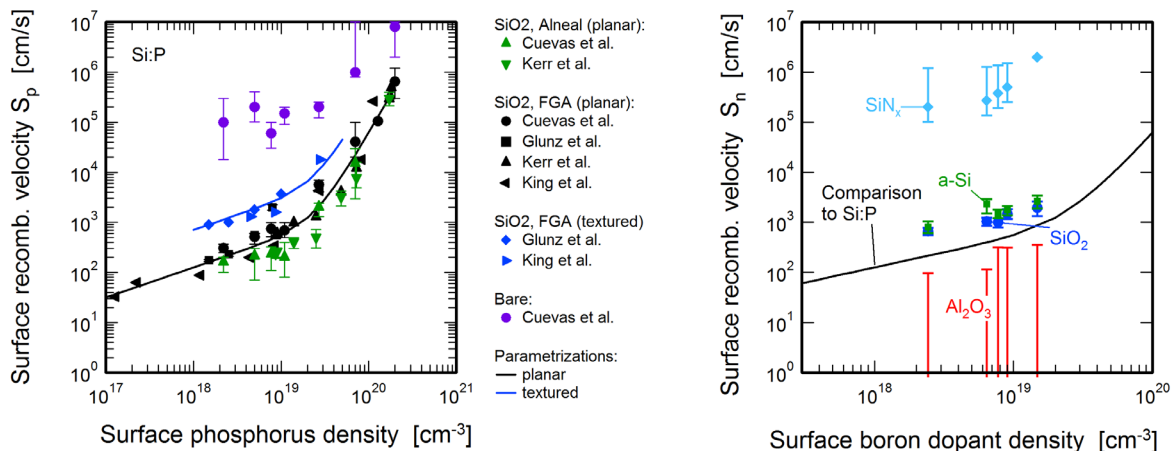 Surface recomb. velocity Sp [cm/s]
10^7
10^6
10^5
10^4
10^3
10^2
10^1
10^0
Si:P
10^17
10^18
10^19
10^20
10^21
Surface phosphorus density [cm-3]
SiO2, Alneal (planar):
Cuevas et al.
Kerr et al.
SiO2, FGA (planar):
Cuevas et al.
Glunz et al.
Kerr et al.
King et al.
SiO2, FGA (textured):
Glunz et al.
King et al.
Bare:
Cuevas et al.
Parametrizations:
planar
textured
Surface recomb. velocity Sn [cm/s]
10^7
10^6
10^5
10^4
10^3
10^2
10^1
10^0
SiNx
a-Si
Comparison
to Si:P
SiO2
Al2O3
10^18
10^19
10^20
Surface boron dopant density [cm-3]